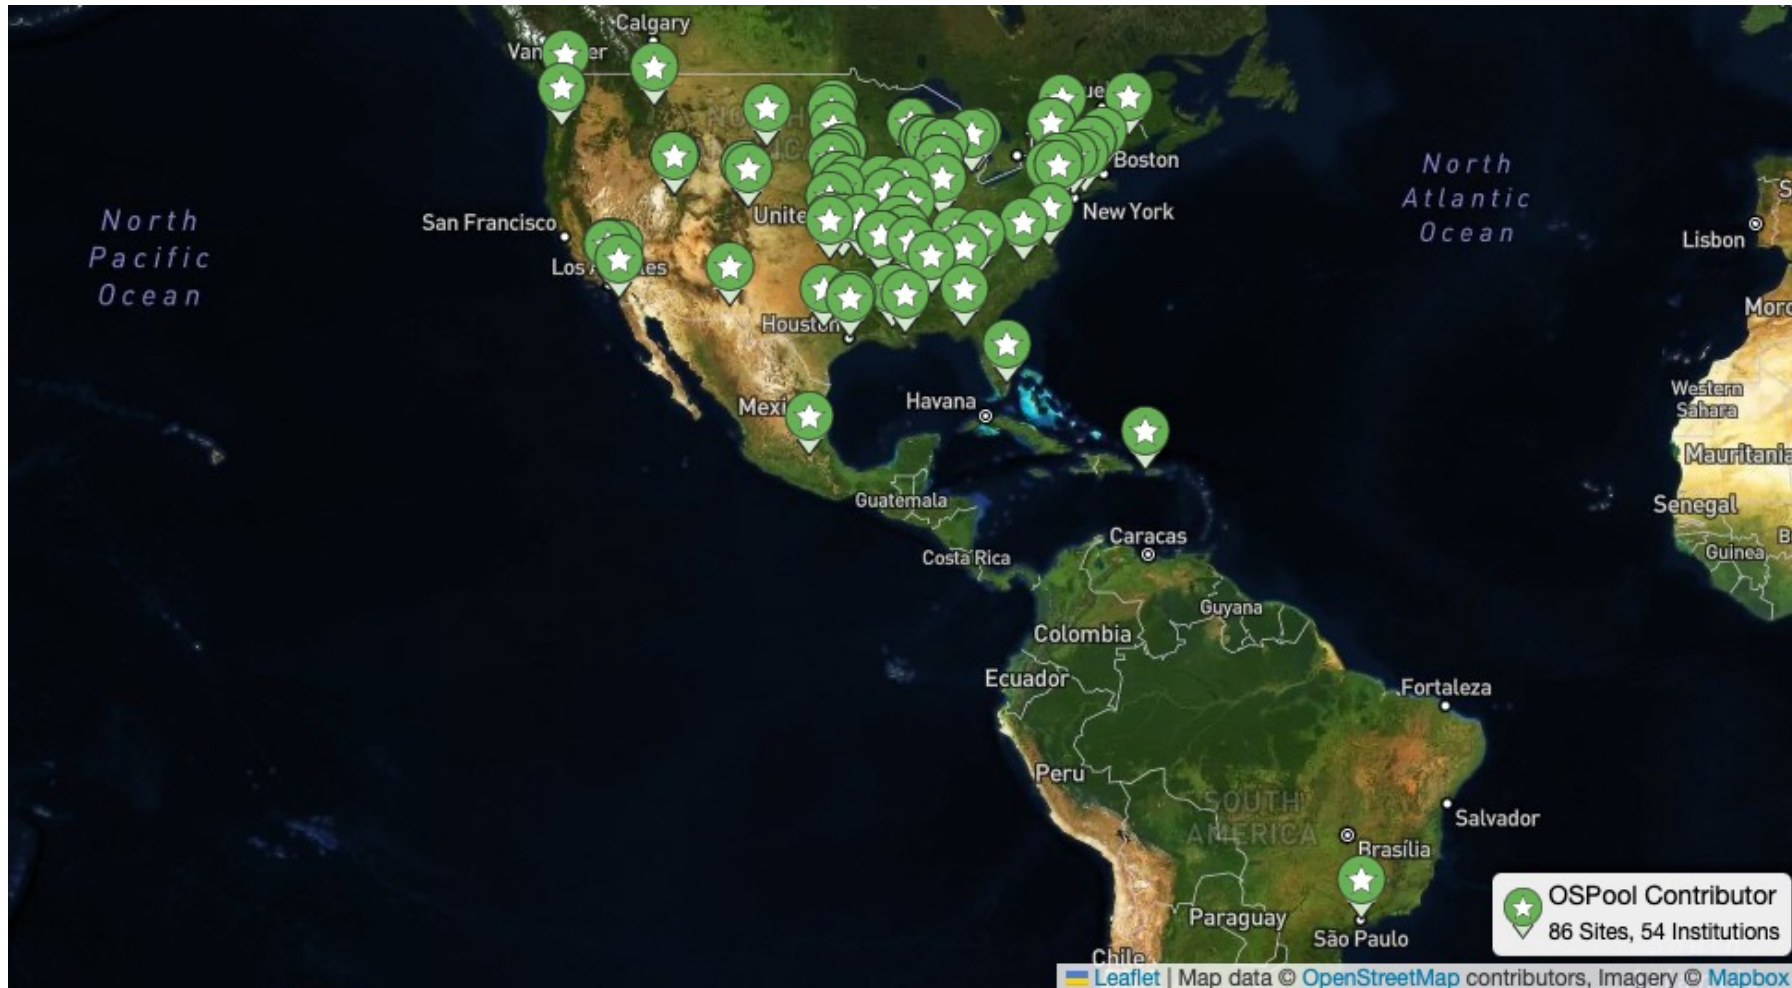 Calgary
North
Pacific
Ocean
San Francisco
Houston
Boston
New York
North
Atlantic
Ocean
Lisbon
Havana
Western
Sahara
Mauritania
Senegal
Guinea
Guatemala
Costa Rica
Caracas
Guyana
Colombia
Ecuador
Fortaleza
Peru
SOUTH
AMERICA
Salvador
Brasília
Paraguay
São Paulo
Chile
OSPool Contributor
86 Sites, 54 Institutions
Leaflet | Map data © OpenStreetMap contributors, Imagery © Mapbox